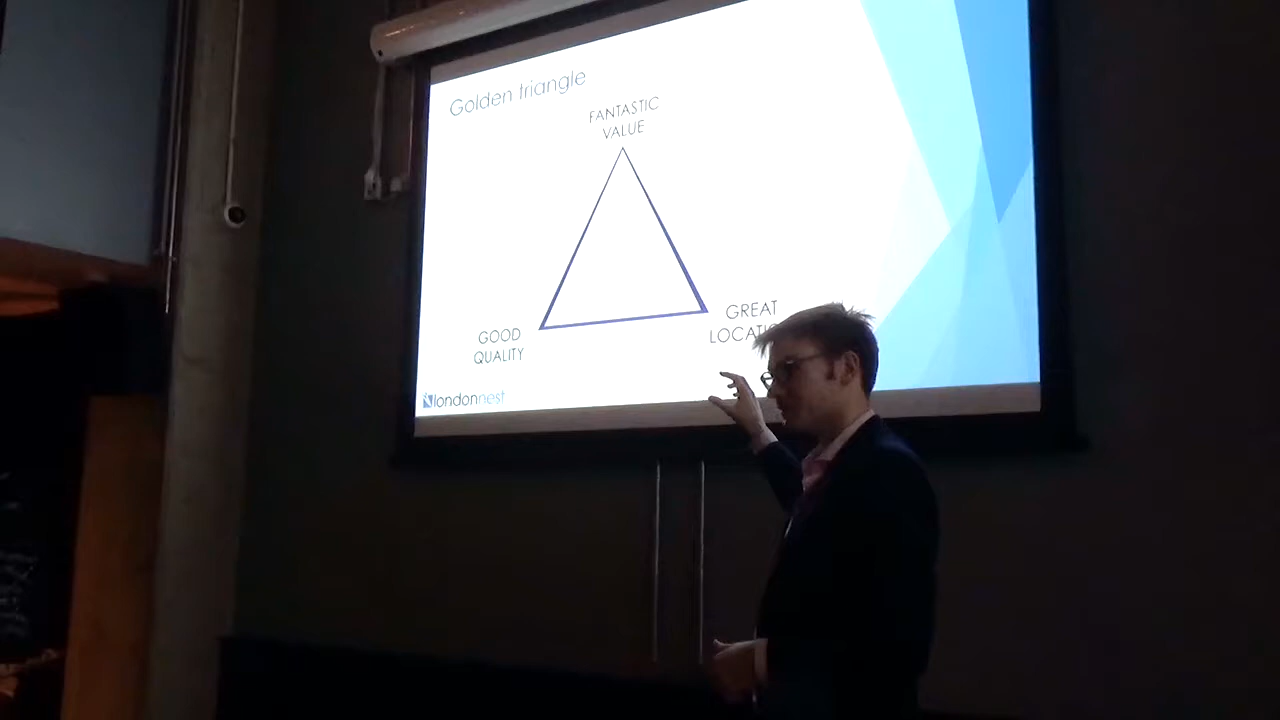 Golden triangle
FANTASTIC
VALUE
GREAT
GOOD
QUALITY
londonnest